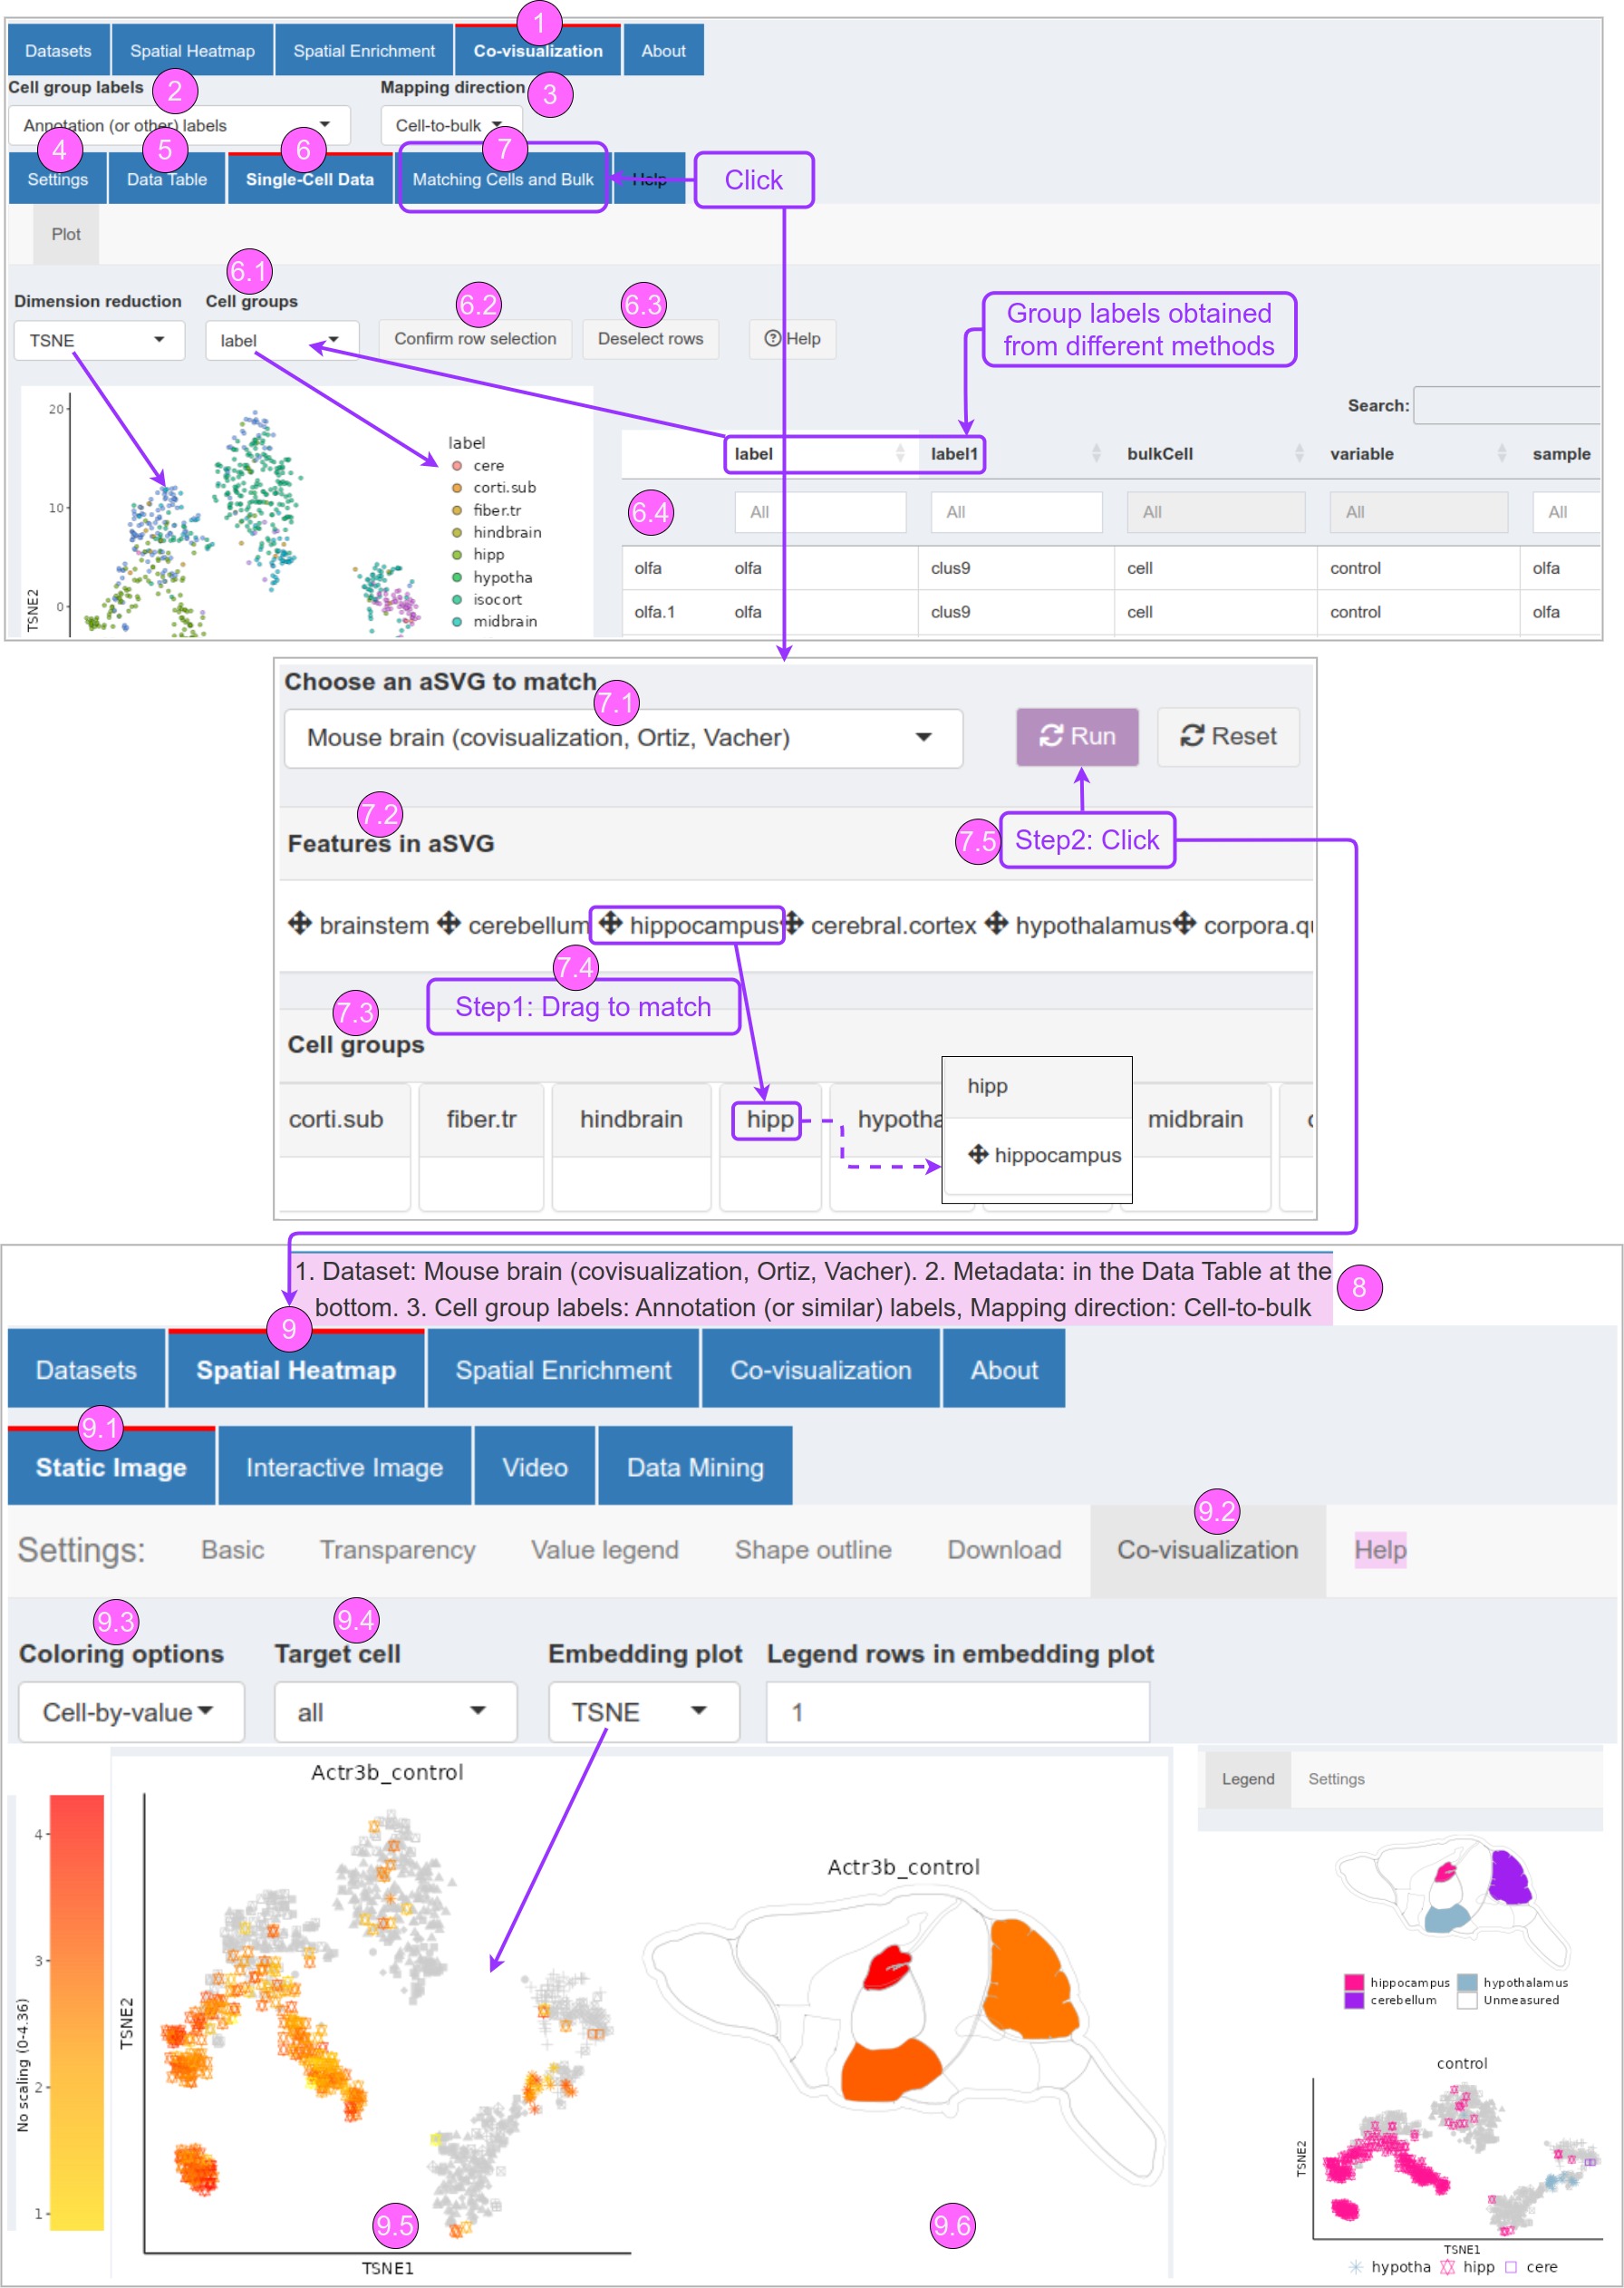 1
Datasets Spatial Heatmap Spatial Enrichment Co-visualization About
Cell group labels 2 Mapping direction 3
Annotation (or other) labels Cell-to-bulk
4 5 6 7
Settings Data Table Single-Cell Data Matching Cells and Bulk Help Click
Plot
6.1
Dimension reduction Cell groups 6.2 6.3
TSNE label Confirm row selection Deselect rows Help
Group labels obtained
from different methods
Search:
label label1 bulkCell variable sample
6.4 All All All All All
olfa olfa clus9 cell control olfa
olfa.1 olfa clus9 cell control olfa
20
10
0
TSNE2
label
cere
corti.sub
fiber.tr
hindbrain
hipp
hypotha
isocort
midbrain
Choose an aSVG to match 7.1
Mouse brain (covisualization, Ortiz, Vacher) Run Reset
7.2
Features in aSVG
7.5 Step2: Click
brainstem cerebellum hippocampus cerebral.cortex hypothalamus corpora.qu
7.4
Step1: Drag to match
7.3
Cell groups
corti.sub fiber.tr hindbrain hipp hypotha midbrain
hipp
hippocampus
1. Dataset: Mouse brain (covisualization, Ortiz, Vacher). 2. Metadata: in the Data Table at the
bottom. 3. Cell group labels: Annotation (or similar) labels, Mapping direction: Cell-to-bulk
8
9
Datasets Spatial Heatmap Spatial Enrichment Co-visualization About
9.1
Static Image Interactive Image Video Data Mining
9.2
Settings: Basic Transparency Value legend Shape outline Download Co-visualization Help
9.3 9.4
Coloring options Target cell Embedding plot Legend rows in embedding plot
Cell-by-value all TSNE 1
No scaling (0-4.36)
4
3
2
1
Actr3b_control
TSNE2
TSNE1
9.5
Actr3b_control
9.6
Legend Settings
hippocampus hypothalamus
cerebellum Unmeasured
control
TSNE2
TSNE1
hypotha hipp cere